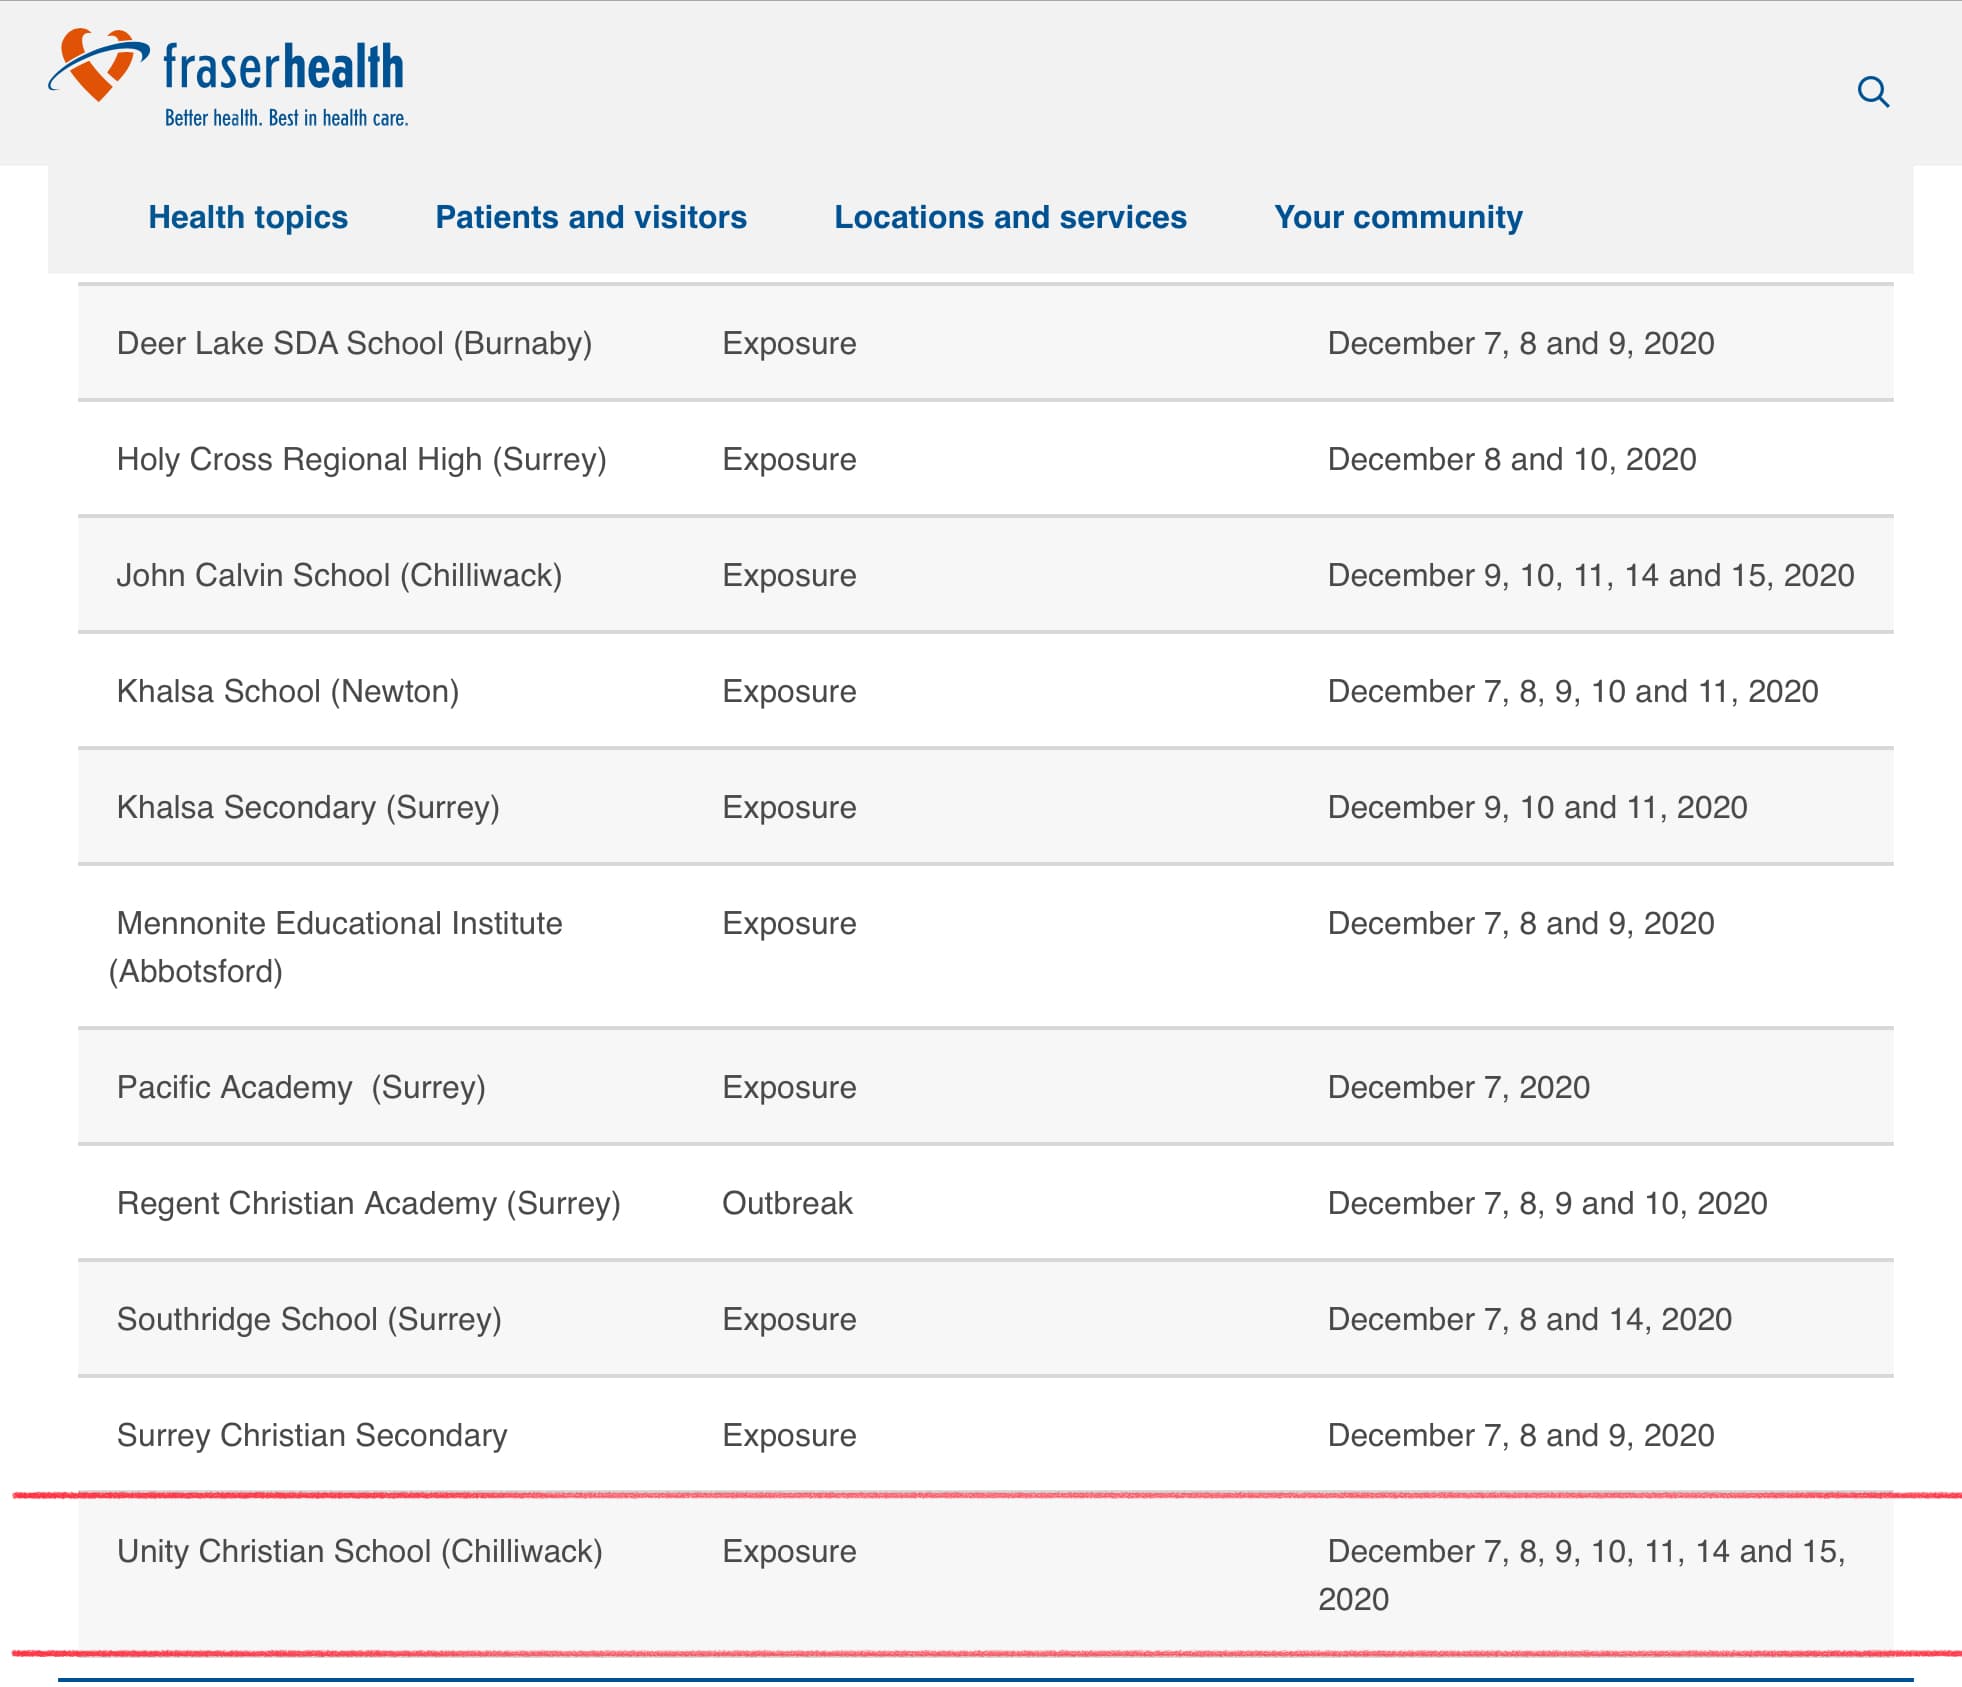 fraserhealth
Better health. Best in health care.
Health topics Patients and visitors Locations and services Your community
Deer Lake SDA School (Burnaby) Exposure December 7, 8 and 9, 2020
Holy Cross Regional High (Surrey) Exposure December 8 and 10, 2020
John Calvin School (Chilliwack) Exposure December 9, 10, 11, 14 and 15, 2020
Khalsa School (Newton) Exposure December 7, 8, 9, 10 and 11, 2020
Khalsa Secondary (Surrey) Exposure December 9, 10 and 11, 2020
Mennonite Educational Institute Exposure December 7, 8 and 9, 2020
(Abbotsford)
Pacific Academy  (Surrey) Exposure December 7, 2020
Regent Christian Academy (Surrey) Outbreak December 7, 8, 9 and 10, 2020
Southridge School (Surrey) Exposure December 7, 8 and 14, 2020
Surrey Christian Secondary Exposure December 7, 8 and 9, 2020
Unity Christian School (Chilliwack) Exposure December 7, 8, 9, 10, 11, 14 and 15,
2020